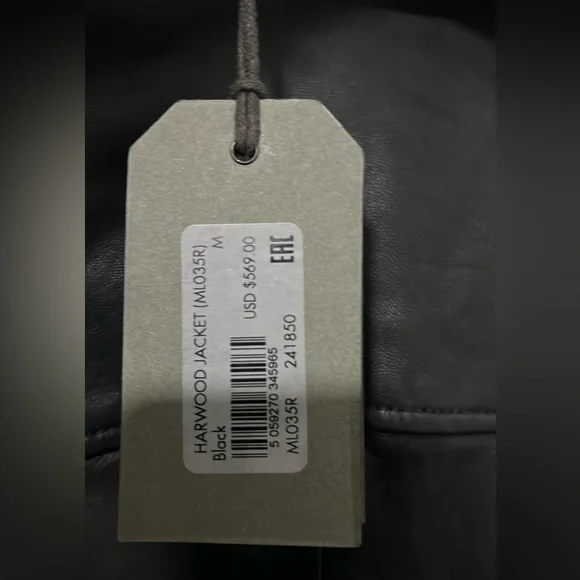 HARWOOD JACKET (ML035R)
Black
M
USD $569.00
5 059270 345965
ML035R 241850
EAC